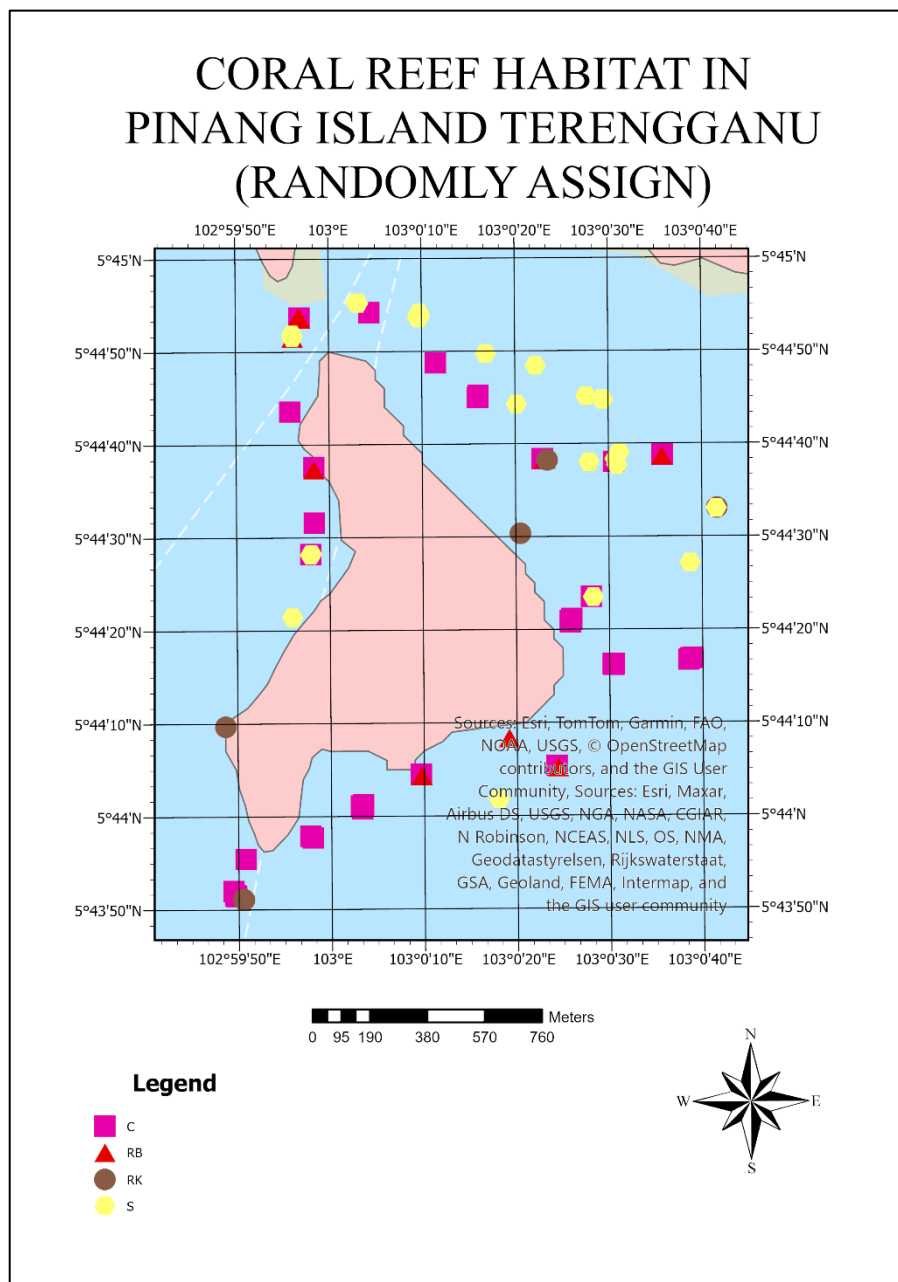 CORAL REEF HABITAT IN
PINANG ISLAND TERENGGANU
(RANDOMLY ASSIGN)
102°59'50"E 103°E 103°0'10"E 103°0'20"E 103°0'30"E 103°0'40"E
5°45'N 5°45'N
5°44'50"N 5°44'50"N
5°44'40"N 5°44'40"N
5°44'30"N 5°44'30"N
5°44'20"N 5°44'20"N
5°44'10"N 5°44'10"N
Sources: Esri, TomTom, Garmin, FAO,
NOAA, USGS, © OpenStreetMap
contributors, and the GIS User
Community, Sources: Esri, Maxar,
Airbus DS, USGS, NGA, NASA, CGIAR,
5°44'N 5°44'N
N Robinson, NCEAS, NLS, OS, NMA,
Geodatastyrelsen, Rijkswaterstaat,
GSA, Geoland, FEMA, Intermap, and
the GIS user community
5°43'50"N 5°43'50"N
102°59'50"E 103°E 103°0'10"E 103°0'20"E 103°0'30"E 103°0'40"E
Meters
0 95 190 380 570 760
N
W E
S
Legend
C
RB
RK
S